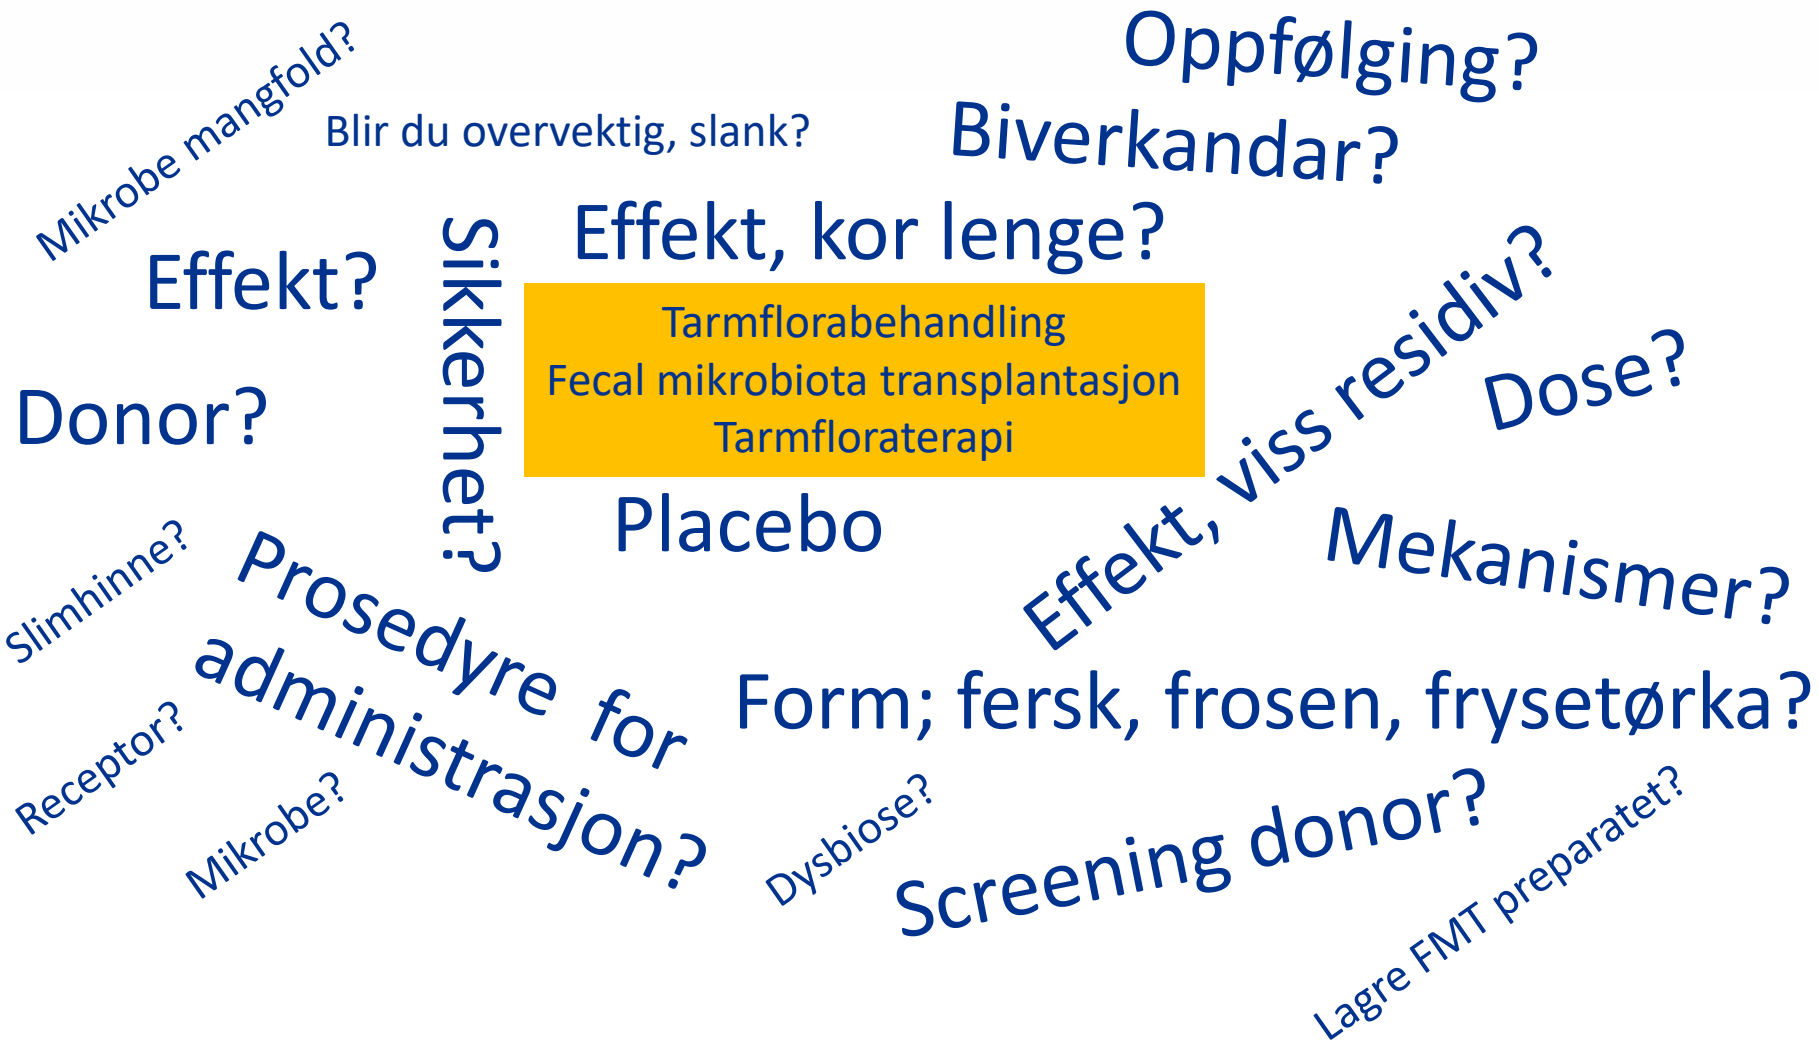 Oppfølging?
Mikrobe mangfold?
Blir du overvektig, slank?
Biverkandar?
Effekt, kor lenge?
Effekt?
Sikkerhet?
Tarmflorabehandling
Fecal mikrobiota transplantasjon
Tarmfloraterapi
Effekt, viss residiv?
Dose?
Donor?
Placebo
Mekanismer?
Slimhinne?
Prosedyre for
administrasjon?
Form; fersk, frosen, frysetørka?
Receptor?
Mikrobe?
Dysbiose?
Screening donor?
Lagre FMT preparatet?